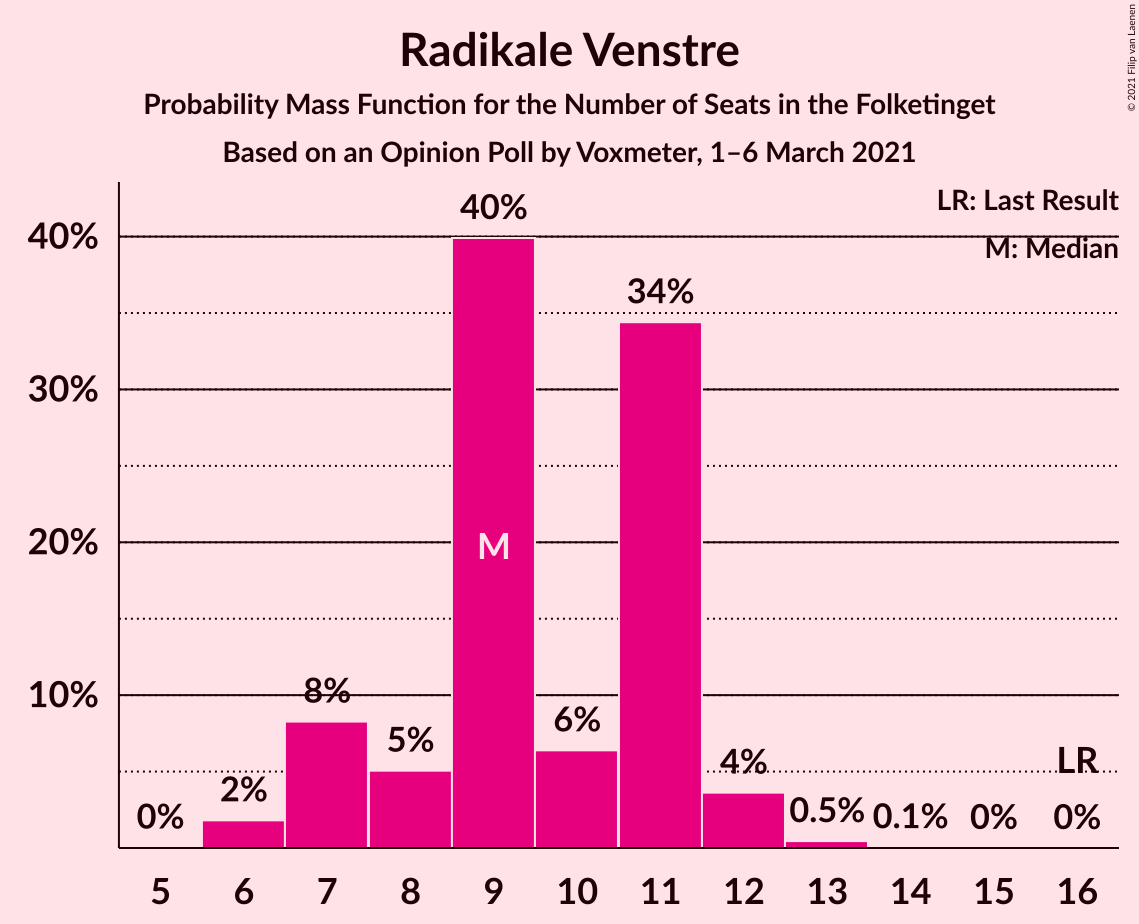 Radikale Venstre
Probability Mass Function for the Number of Seats in the Folketinget
Based on an Opinion Poll by Voxmeter, 1–6 March 2021
© 2021 Filip van Laenen
LR: Last Result
M: Median
40%
30%
20%
10%
0%
2%
8%
5%
40%
M
6%
34%
4%
0.5%
0.1%
0%
LR
0%
5 6 7 8 9 10 11 12 13 14 15 16